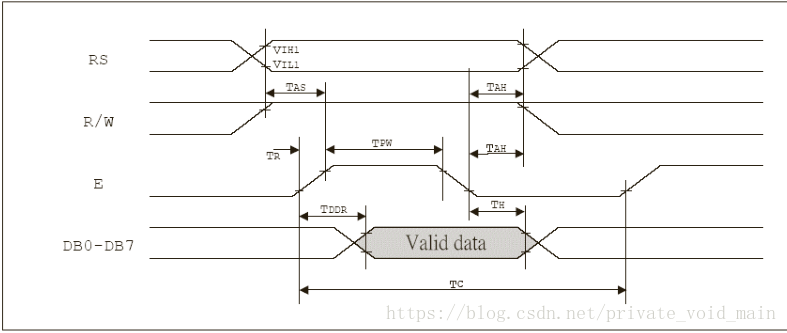 RS
VIH1
VIL1
TAS
TAH
R/W
TR
TPW
TAH
E
TDDR
TH
DB0-DB7
Valid data
TC
https://blog.csdn.net/private_void_main